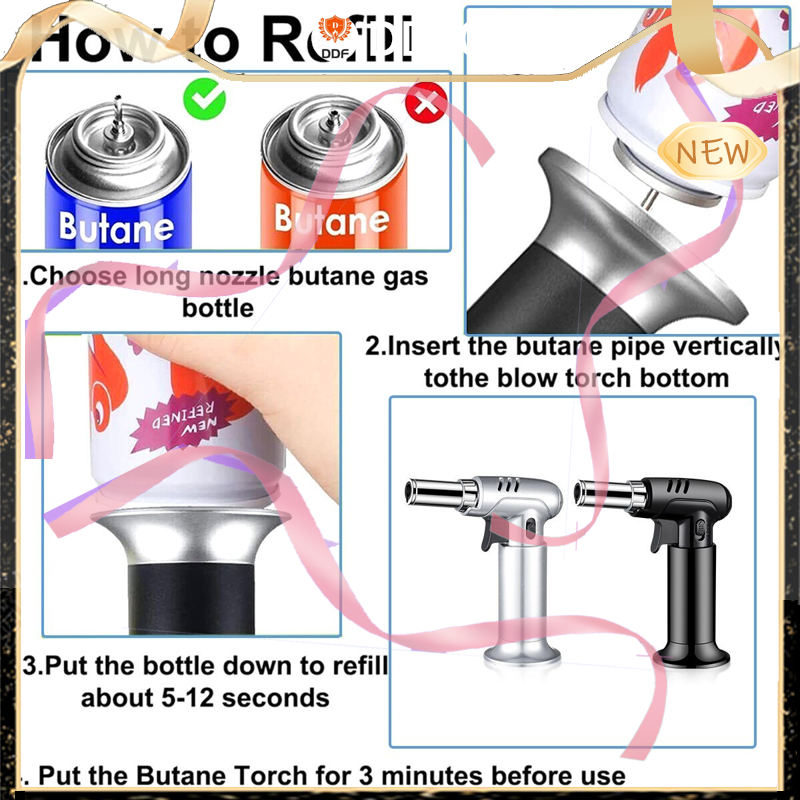 How to Refill
DDF
NEW
Butane
Butane
.Choose long nozzle butane gas
bottle
2.Insert the butane pipe vertically
tothe blow torch bottom
NEW
REFINED
3.Put the bottle down to refill
about 5-12 seconds
. Put the Butane Torch for 3 minutes before use